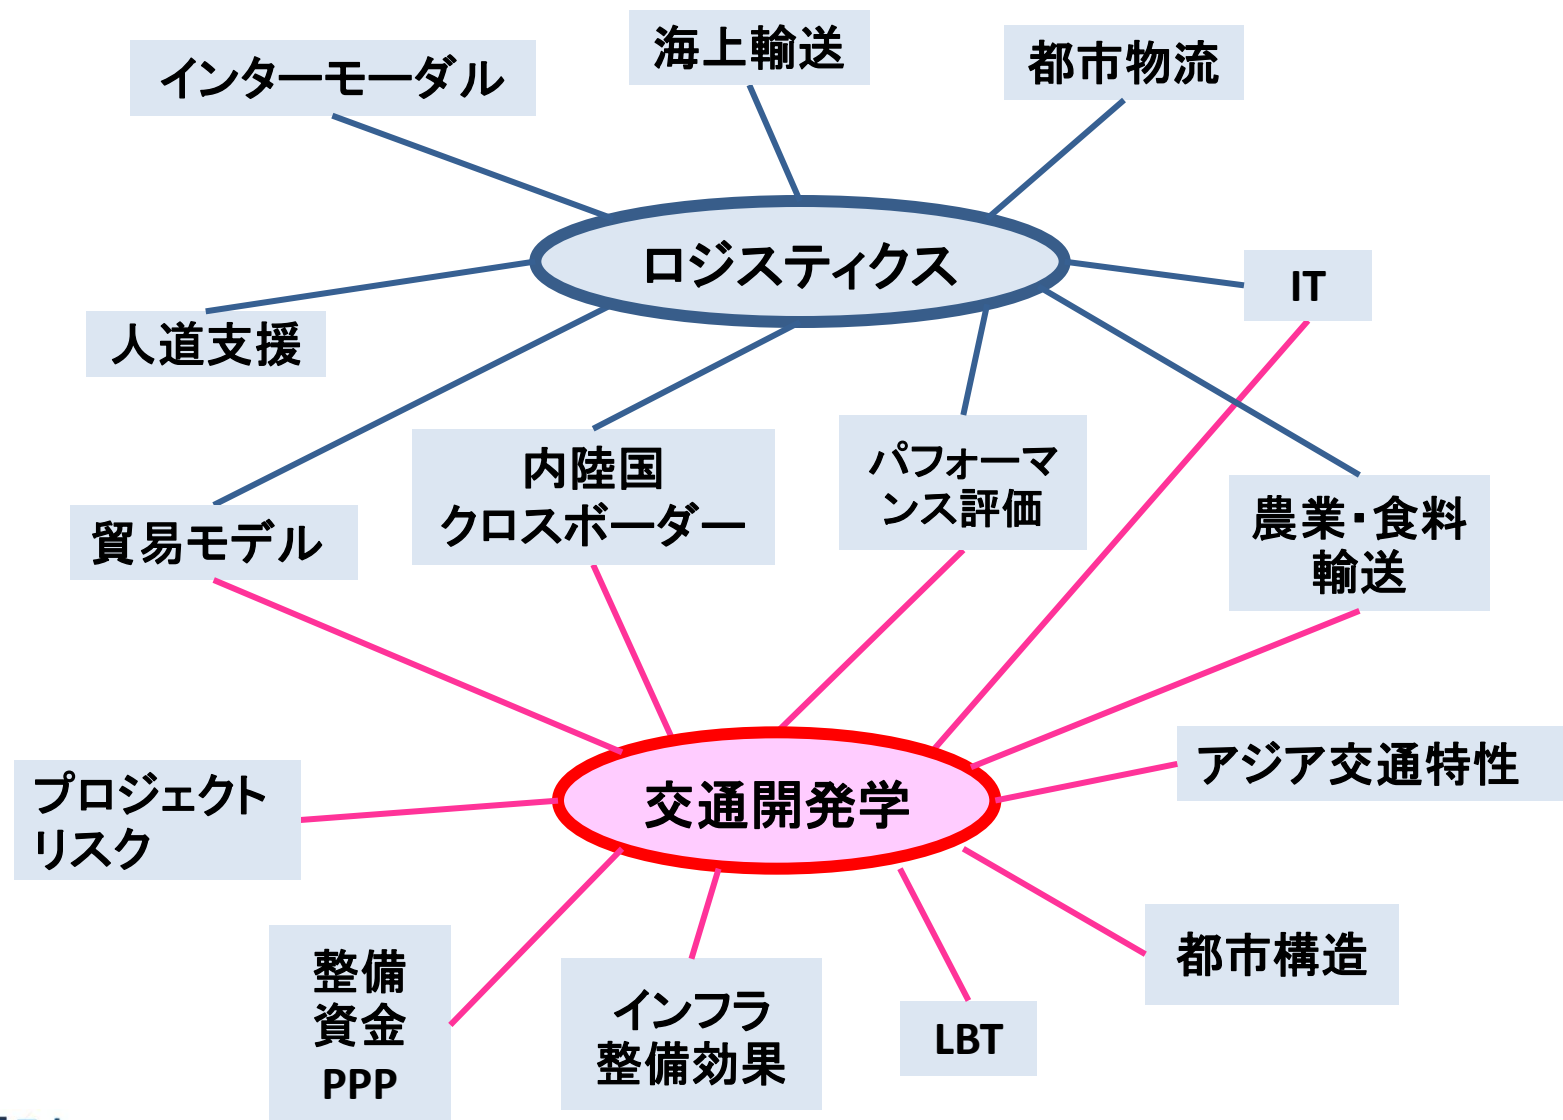 海上輸送
都市物流
インターモーダル
ロジスティクス
IT
人道支援
内陸国
クロスボーダー
パフォーマ
ンス評価
農業・食料
輸送
貿易モデル
アジア交通特性
プロジェクト
リスク
交通開発学
都市構造
整備
資金
PPP
インフラ
整備効果
LBT